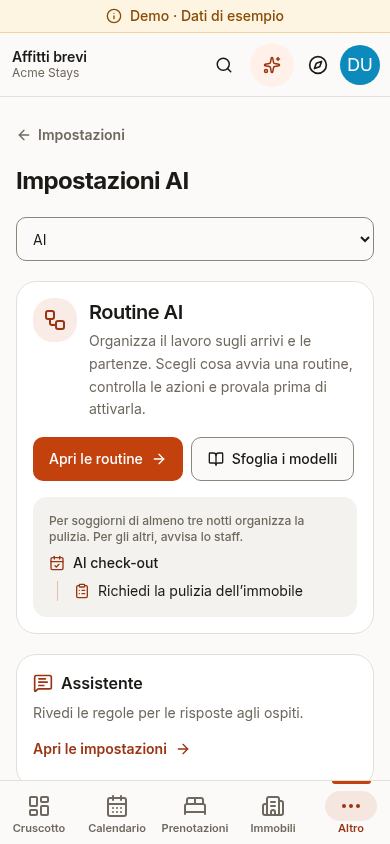 Demo · Dati di esempio
Affitti brevi
Acme Stays
DU
Impostazioni
Impostazioni AI
AI
Routine AI
Organizza il lavoro sugli arrivi e le
partenze. Scegli cosa avvia una routine,
controlla le azioni e provala prima di
attivarla.
Apri le routine
Sfoglia i modelli
Per soggiorni di almeno tre notti organizza la
pulizia. Per gli altri, avvisa lo staff.
Al check-out
Richiedi la pulizia dell’immobile
Assistente
Rivedi le regole per le risposte agli ospiti.
Apri le impostazioni
Cruscotto
Calendario
Prenotazioni
Immobili
Altro